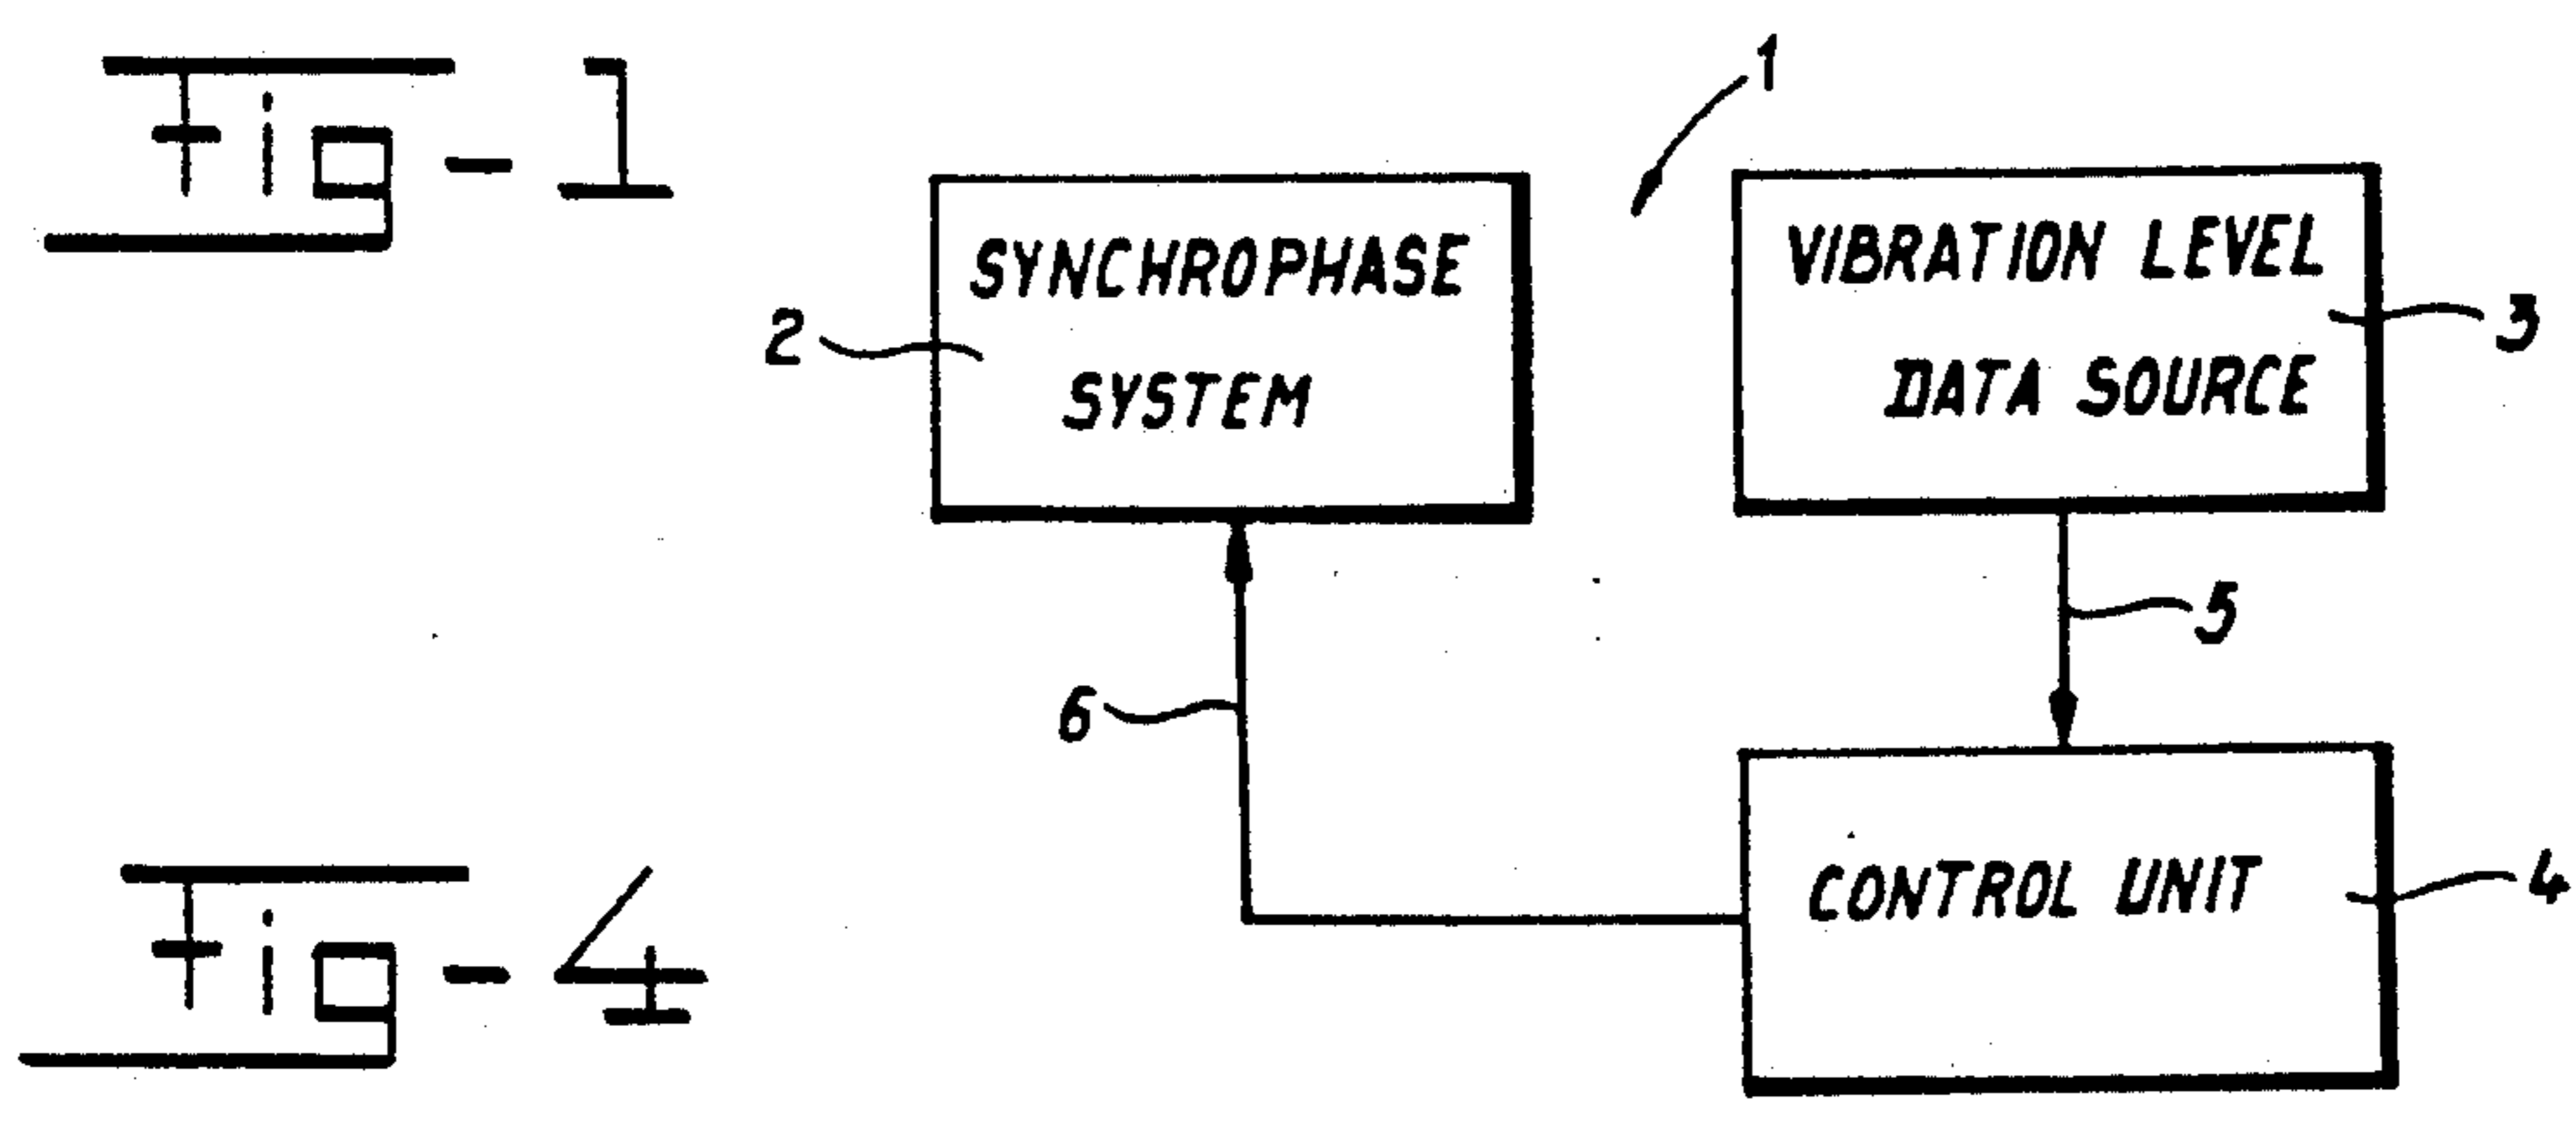 Fig-1
1
SYNCHROPHASE
SYSTEM
2
VIBRATION LEVEL
DATA SOURCE
3
5
6
CONTROL UNIT
4
Fig-4